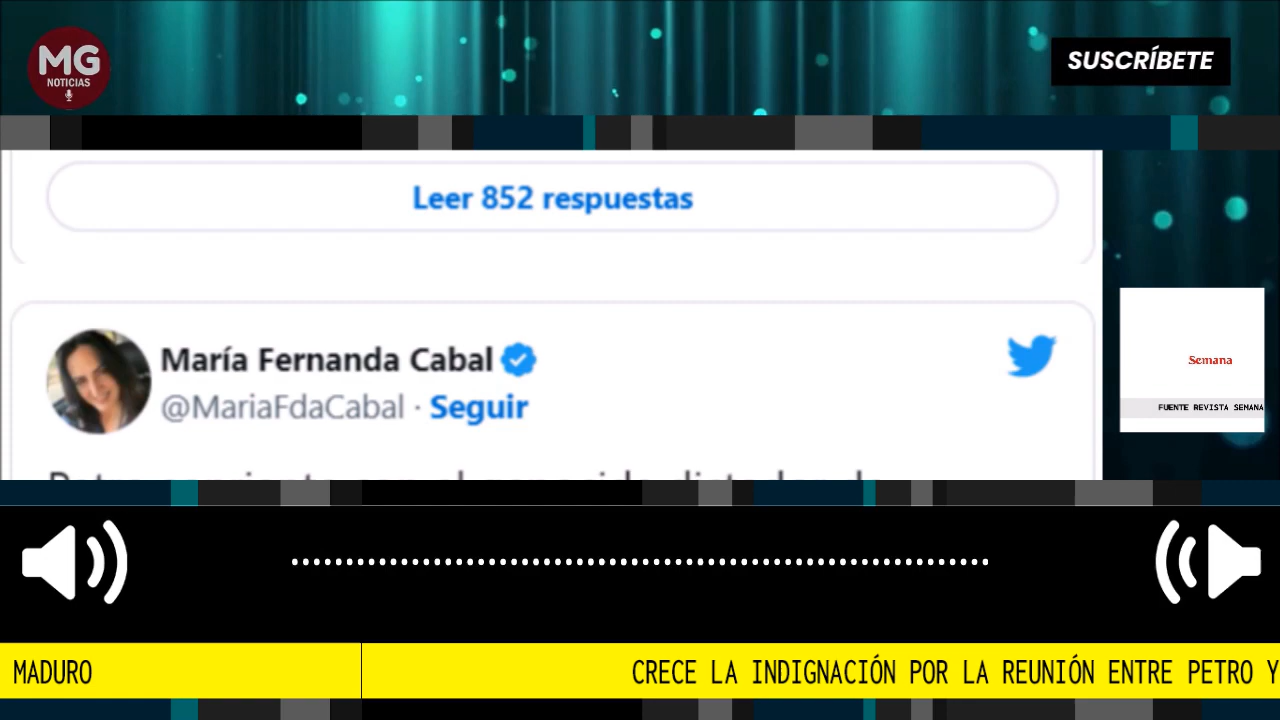 MG
NOTICIAS
SUSCRÍBETE
Leer 852 respuestas
María Fernanda Cabal
@MariaFdaCabal · Seguir
Semana
FUENTE REVISTA SEMANA
MADURO
CRECE LA INDIGNACIÓN POR LA REUNIÓN ENTRE PETRO Y